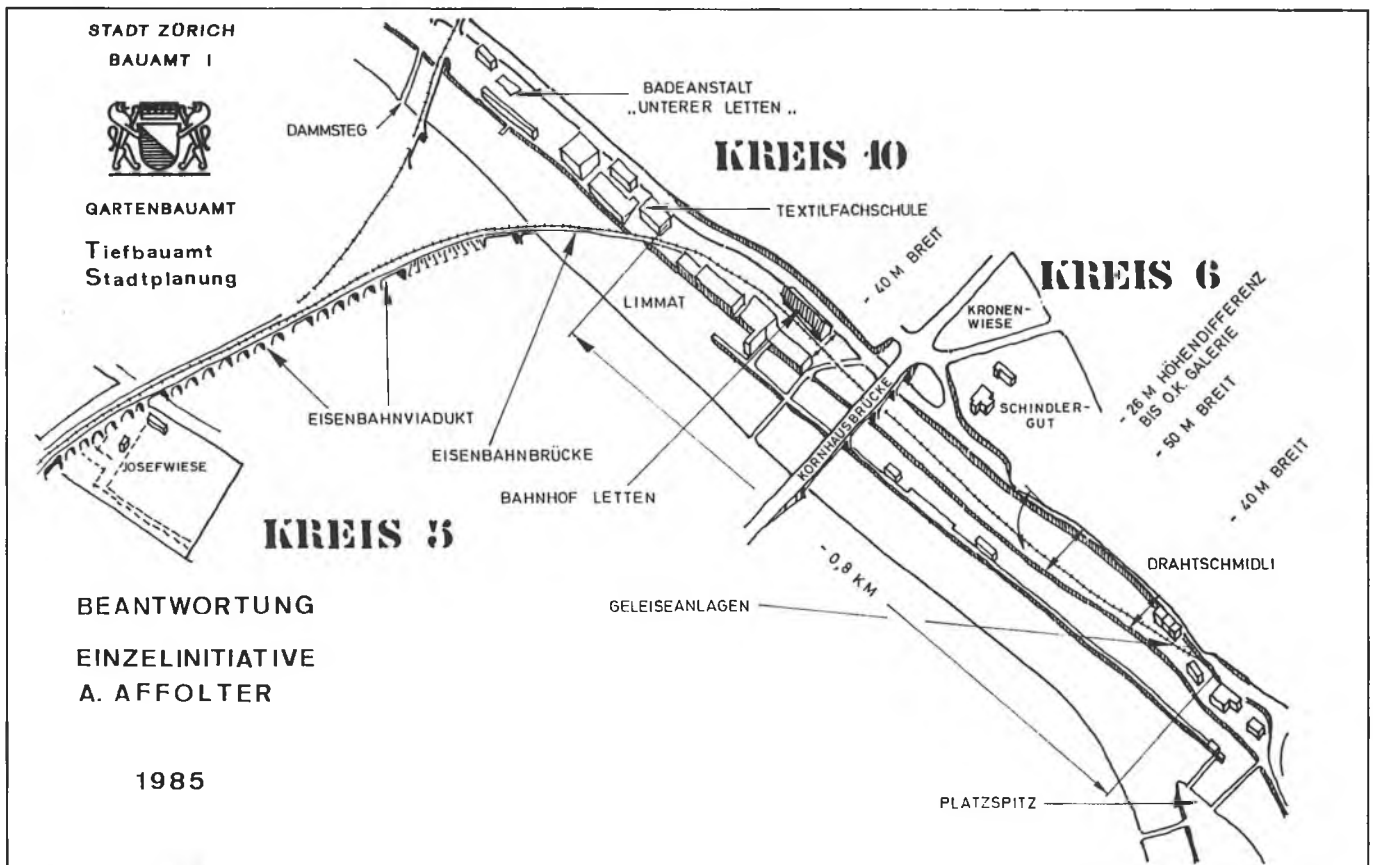 STADT ZÜRICH
BAUAMT I
GARTENBAUAMT
Tiefbauamt
Stadtplanung
DAMMSTEG
BADEANSTALT
„UNTERER LETTEN„
KREIS 10
TEXTILFACHSCHULE
- 40 M BREIT
KREIS 6
KRONEN-
WIESE
LIMMAT
- 26 M HÖHENDIFFERENZ
BIS O.K. GALERIE
- 50 M BREIT
SCHINDLER-
GUT
KORNHAUSBRÜCKE
EISENBAHNVIADUKT
EISENBAHNBRÜCKE
- 40 M BREIT
JOSEFWIESE
BAHNHOF LETTEN
KREIS 5
- 0,8 KM
DRAHTSCHMIDLI
GELEISEANLAGEN
BEANTWORTUNG
EINZELINITIATIVE
A. AFFOLTER
1985
PLATZSPITZ